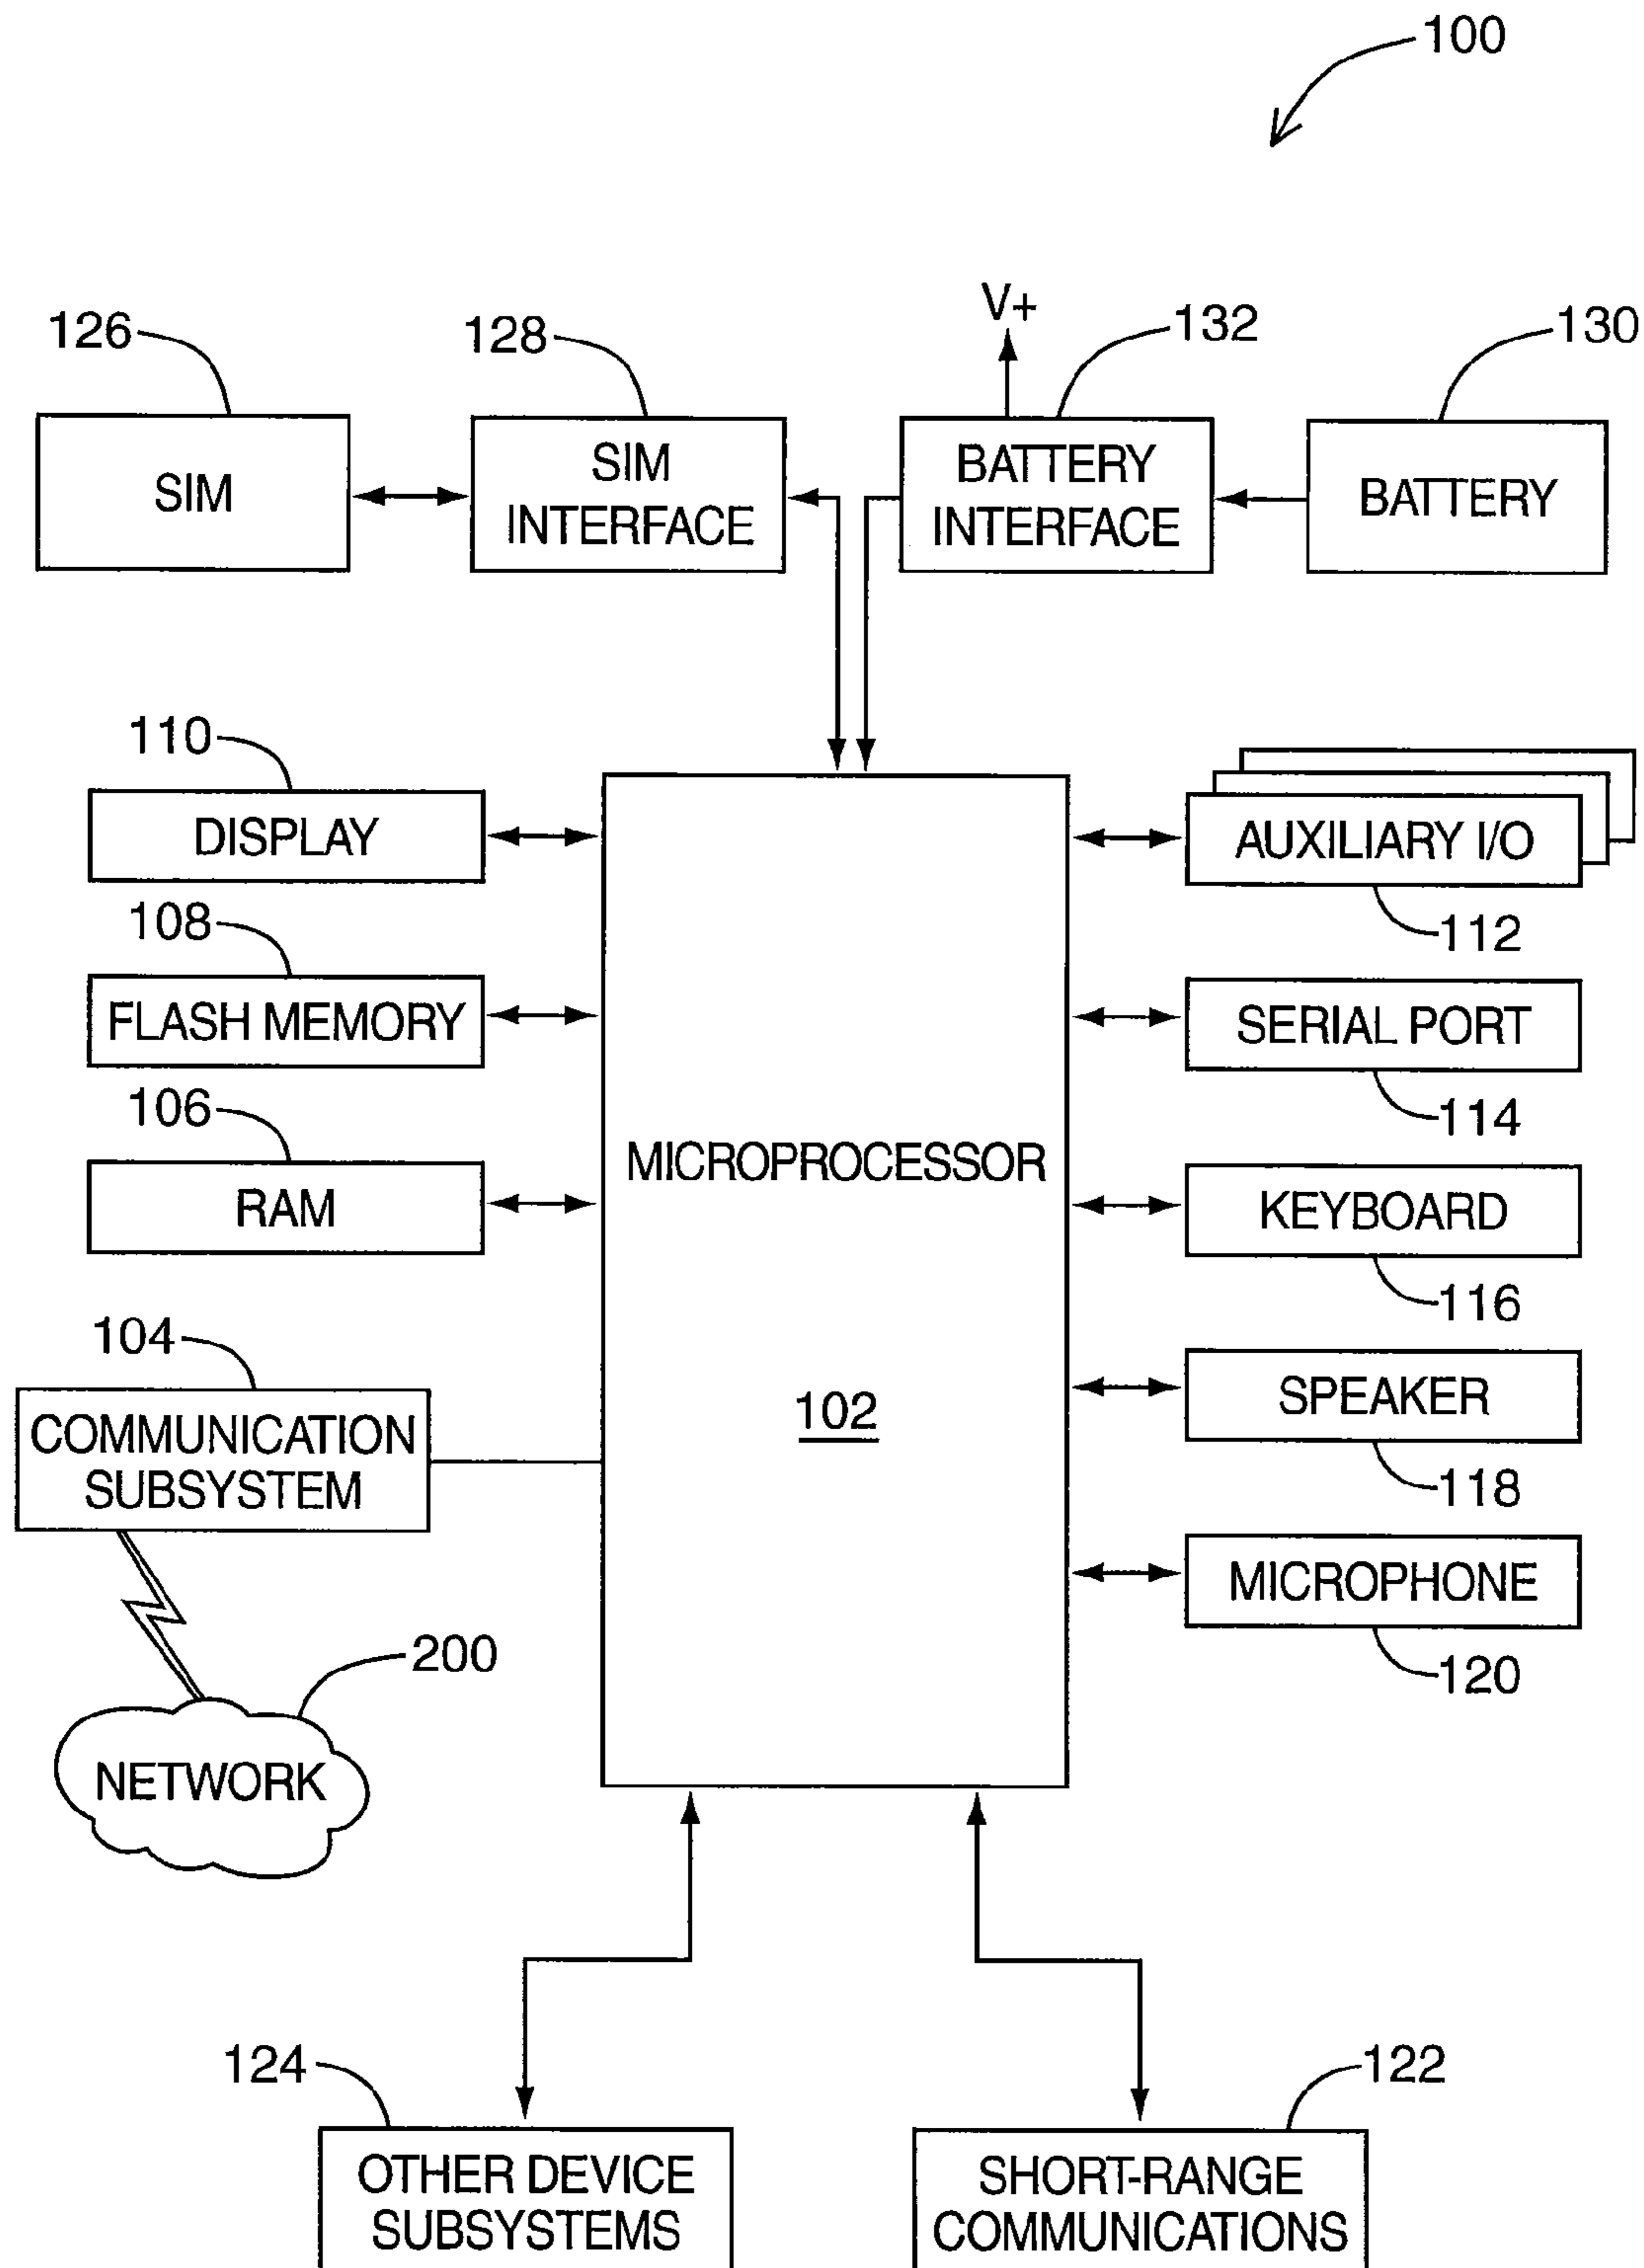 100
V+
126
128
132
130
SIM
SIM
INTERFACE
BATTERY
INTERFACE
BATTERY
110
DISPLAY
AUXILIARY I/O
112
108
FLASH MEMORY
SERIAL PORT
114
106
RAM
MICROPROCESSOR
102
KEYBOARD
116
104
COMMUNICATION
SUBSYSTEM
SPEAKER
118
MICROPHONE
120
200
NETWORK
124
122
OTHER DEVICE
SUBSYSTEMS
SHORT-RANGE
COMMUNICATIONS